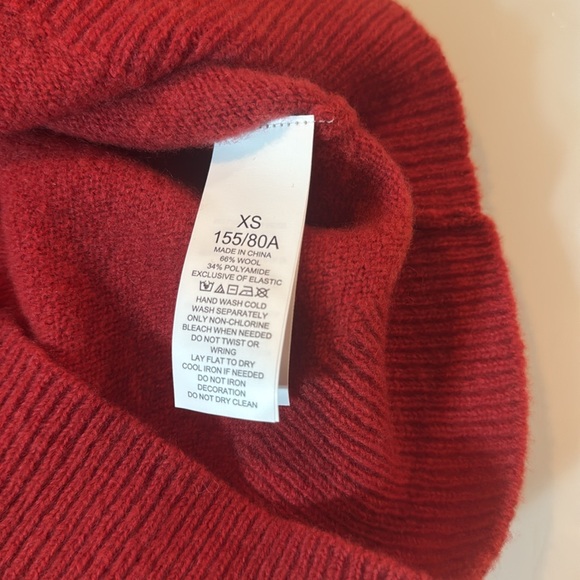 XS
155/80A
MADE IN CHINA
66% WOOL
34% POLYAMIDE
EXCLUSIVE OF ELASTIC
HAND WASH COLD
WASH SEPARATELY
ONLY NON-CHLORINE
BLEACH WHEN NEEDED
DO NOT TWIST OR
WRING
LAY FLAT TO DRY
COOL IRON IF NEEDED
DO NOT IRON
DECORATION
DO NOT DRY CLEAN